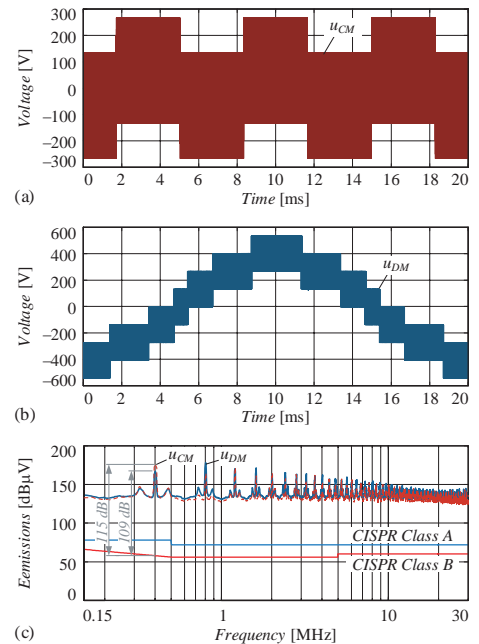 300
200
100
0
−100
−200
−300
Voltage [V]
u_CM
0 2 4 6 8 10 12 14 16 18 20
(a)
Time [ms]
600
400
200
0
−200
−400
−600
Voltage [V]
u_DM
0 2 4 6 8 10 12 14 16 18 20
(b)
Time [ms]
200
150
100
50
0
Eemissions [dBµV]
u_CM
u_DM
115 dB
109 dB
CISPR Class A
CISPR Class B
0.15 1 10 30
(c)
Frequency [MHz]